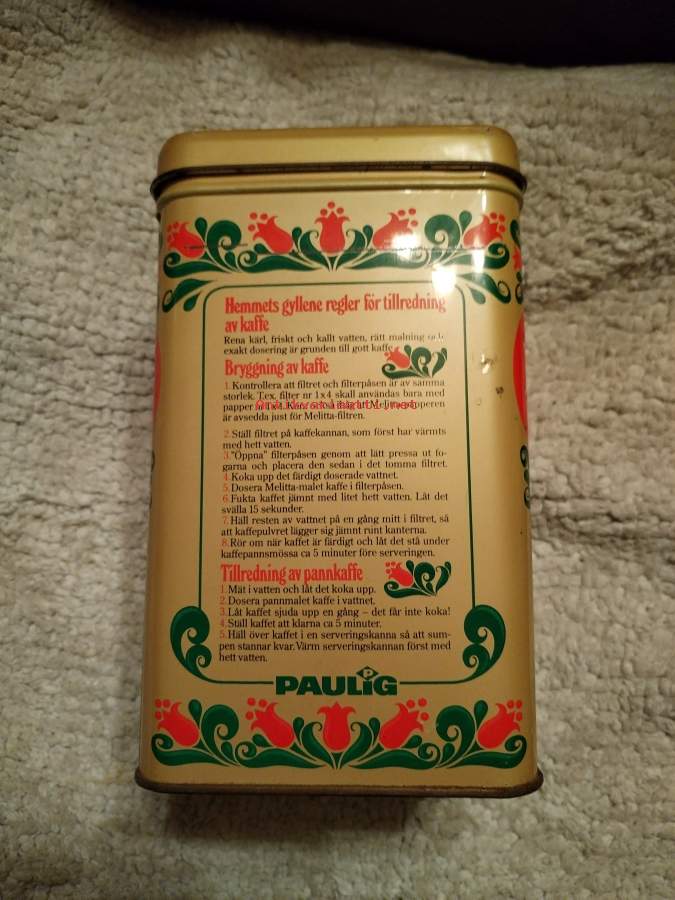 Hemmets gyllene regler för tillredning
av kaffe
Rena kärl, friskt och kallt vatten, rätt malning och
exakt dosering är grunden till gott kaffe.
Bryggning av kaffe
1. Kontrollera att filtret och filterpåsen är av samma
storlek. T.ex. filter nr 1x4 skall användas bara med
papper nr 1x4.
är avsedda just för Melitta-filtren.
2. Ställ filtret på kaffekannan, som först har värmts
med hett vatten.
3. "Öppna" filterpåsen genom att lätt pressa ut fo-
garna och placera den sedan i det tomma filtret.
4. Koka upp det färdigt doserade vattnet.
5. Dosera Melitta-malet kaffe i filterpåsen.
6. Fukta kaffet jämnt med litet hett vatten. Låt det
svälla 15 sekunder.
7. Häll resten av vattnet på en gång mitt i filtret, så
att kaffepulvret lägger sig jämnt runt kanterna.
8. Rör om när kaffet är färdigt och låt det stå under
kaffepannsmössa ca 5 minuter före serveringen.
Tillredning av pannkaffe
1. Mät i vatten och låt det koka upp.
2. Dosera pannmalet kaffe i vattnet.
3. Låt kaffet sjuda upp en gång – det får inte koka!
4. Ställ kaffet att klarna ca 5 minuter.
5. Häll över kaffet i en serveringskanna så att sum-
pen stannar kvar. Värm serveringskannan först med
hett vatten.
P
PAULIG